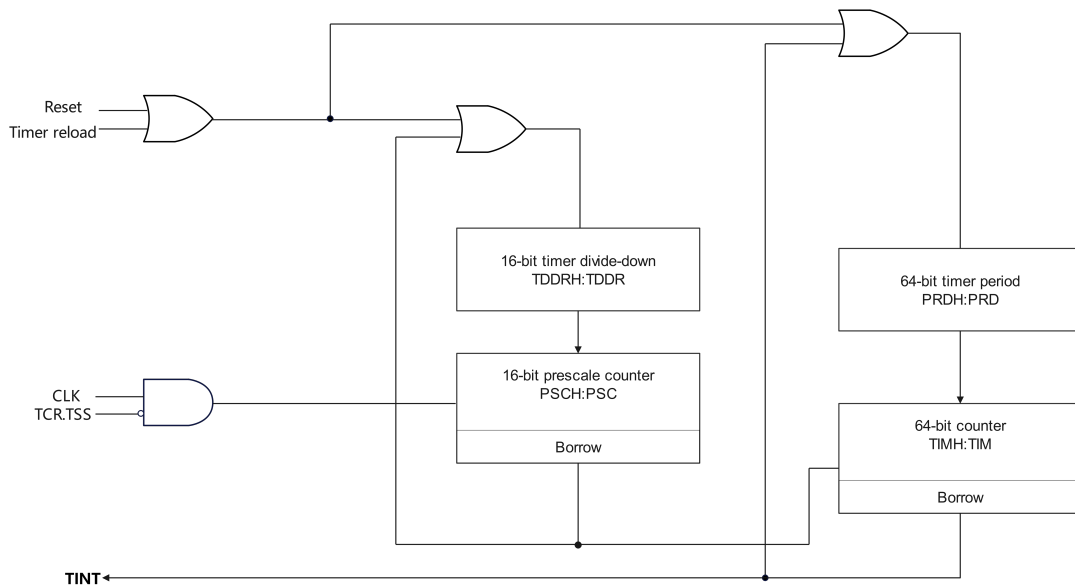 Reset
Timer reload
16-bit timer divide-down
TDDRH:TDDR
64-bit timer period
PRDH:PRD
16-bit prescale counter
PSCH:PSC
Borrow
CLK
TCR.TSS
64-bit counter
TIMH:TIM
Borrow
TINT